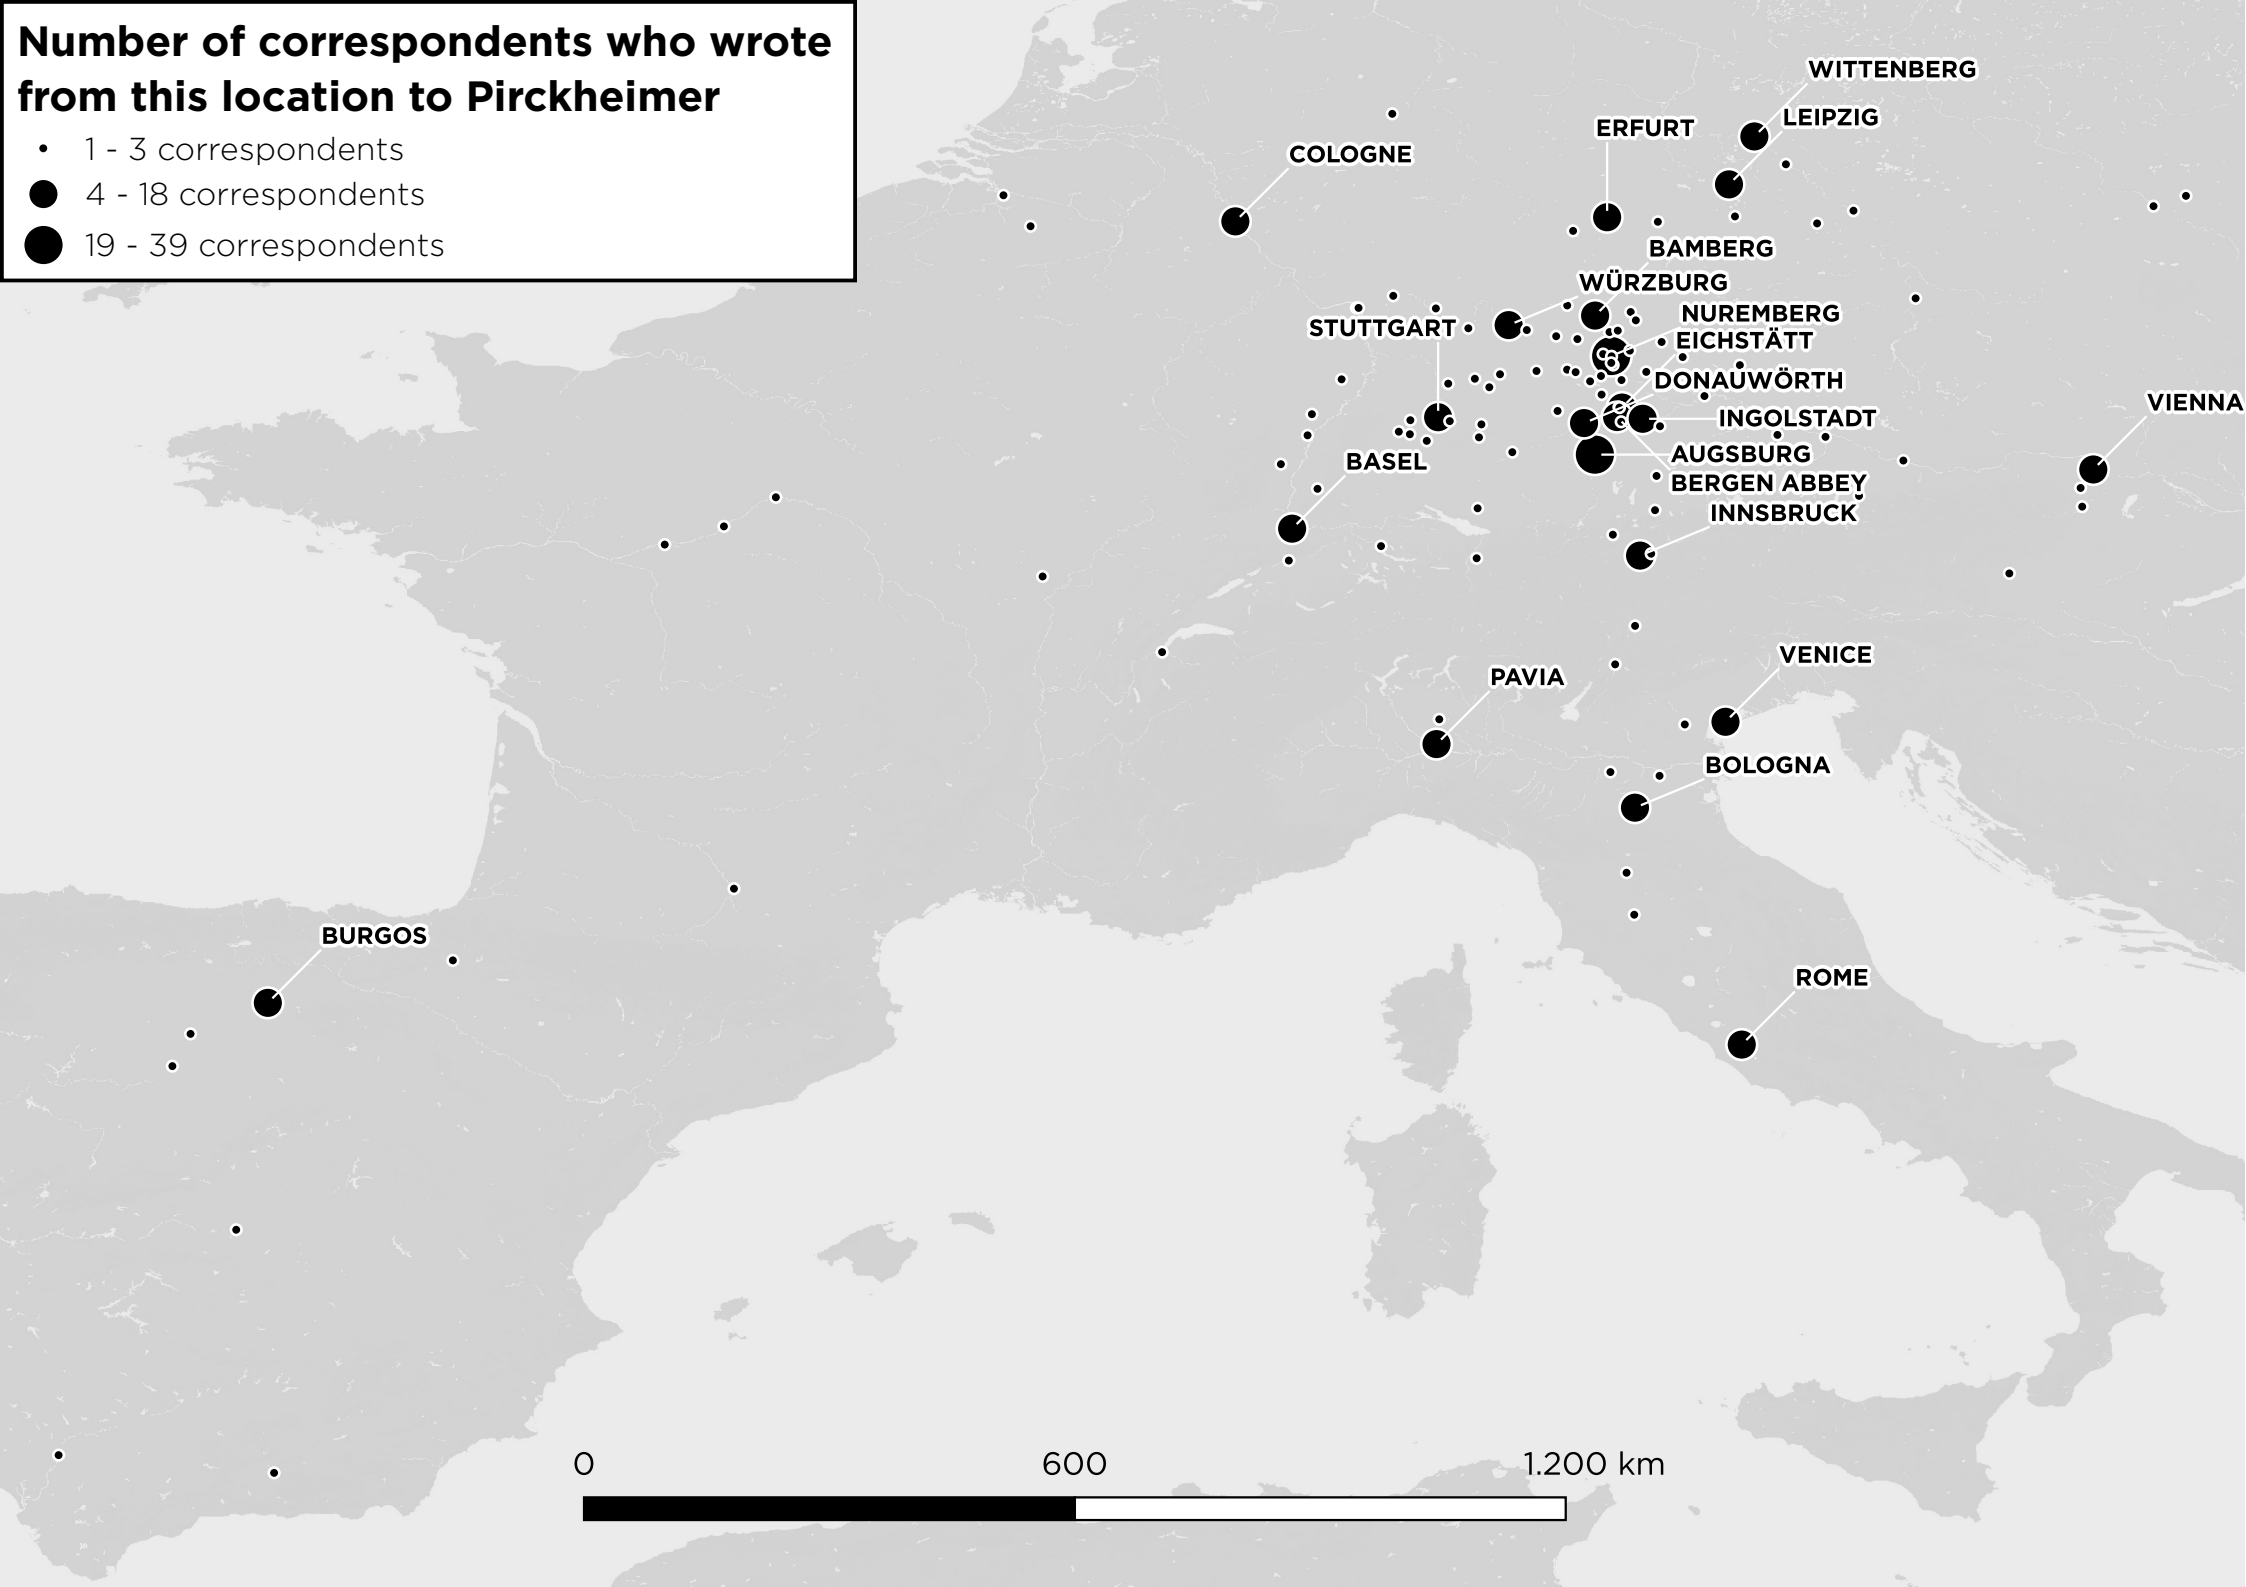 Number of correspondents who wrote
from this location to Pirckheimer
1 - 3 correspondents
4 - 18 correspondents
19 - 39 correspondents
WITTENBERG
LEIPZIG
ERFURT
COLOGNE
BAMBERG
WÜRZBURG
NUREMBERG
STUTTGART
EICHSTÄTT
DONAUWÖRTH
VIENNA
INGOLSTADT
AUGSBURG
BASEL
BERGEN ABBEY
INNSBRUCK
VENICE
PAVIA
BOLOGNA
BURGOS
ROME
0 600 1.200 km